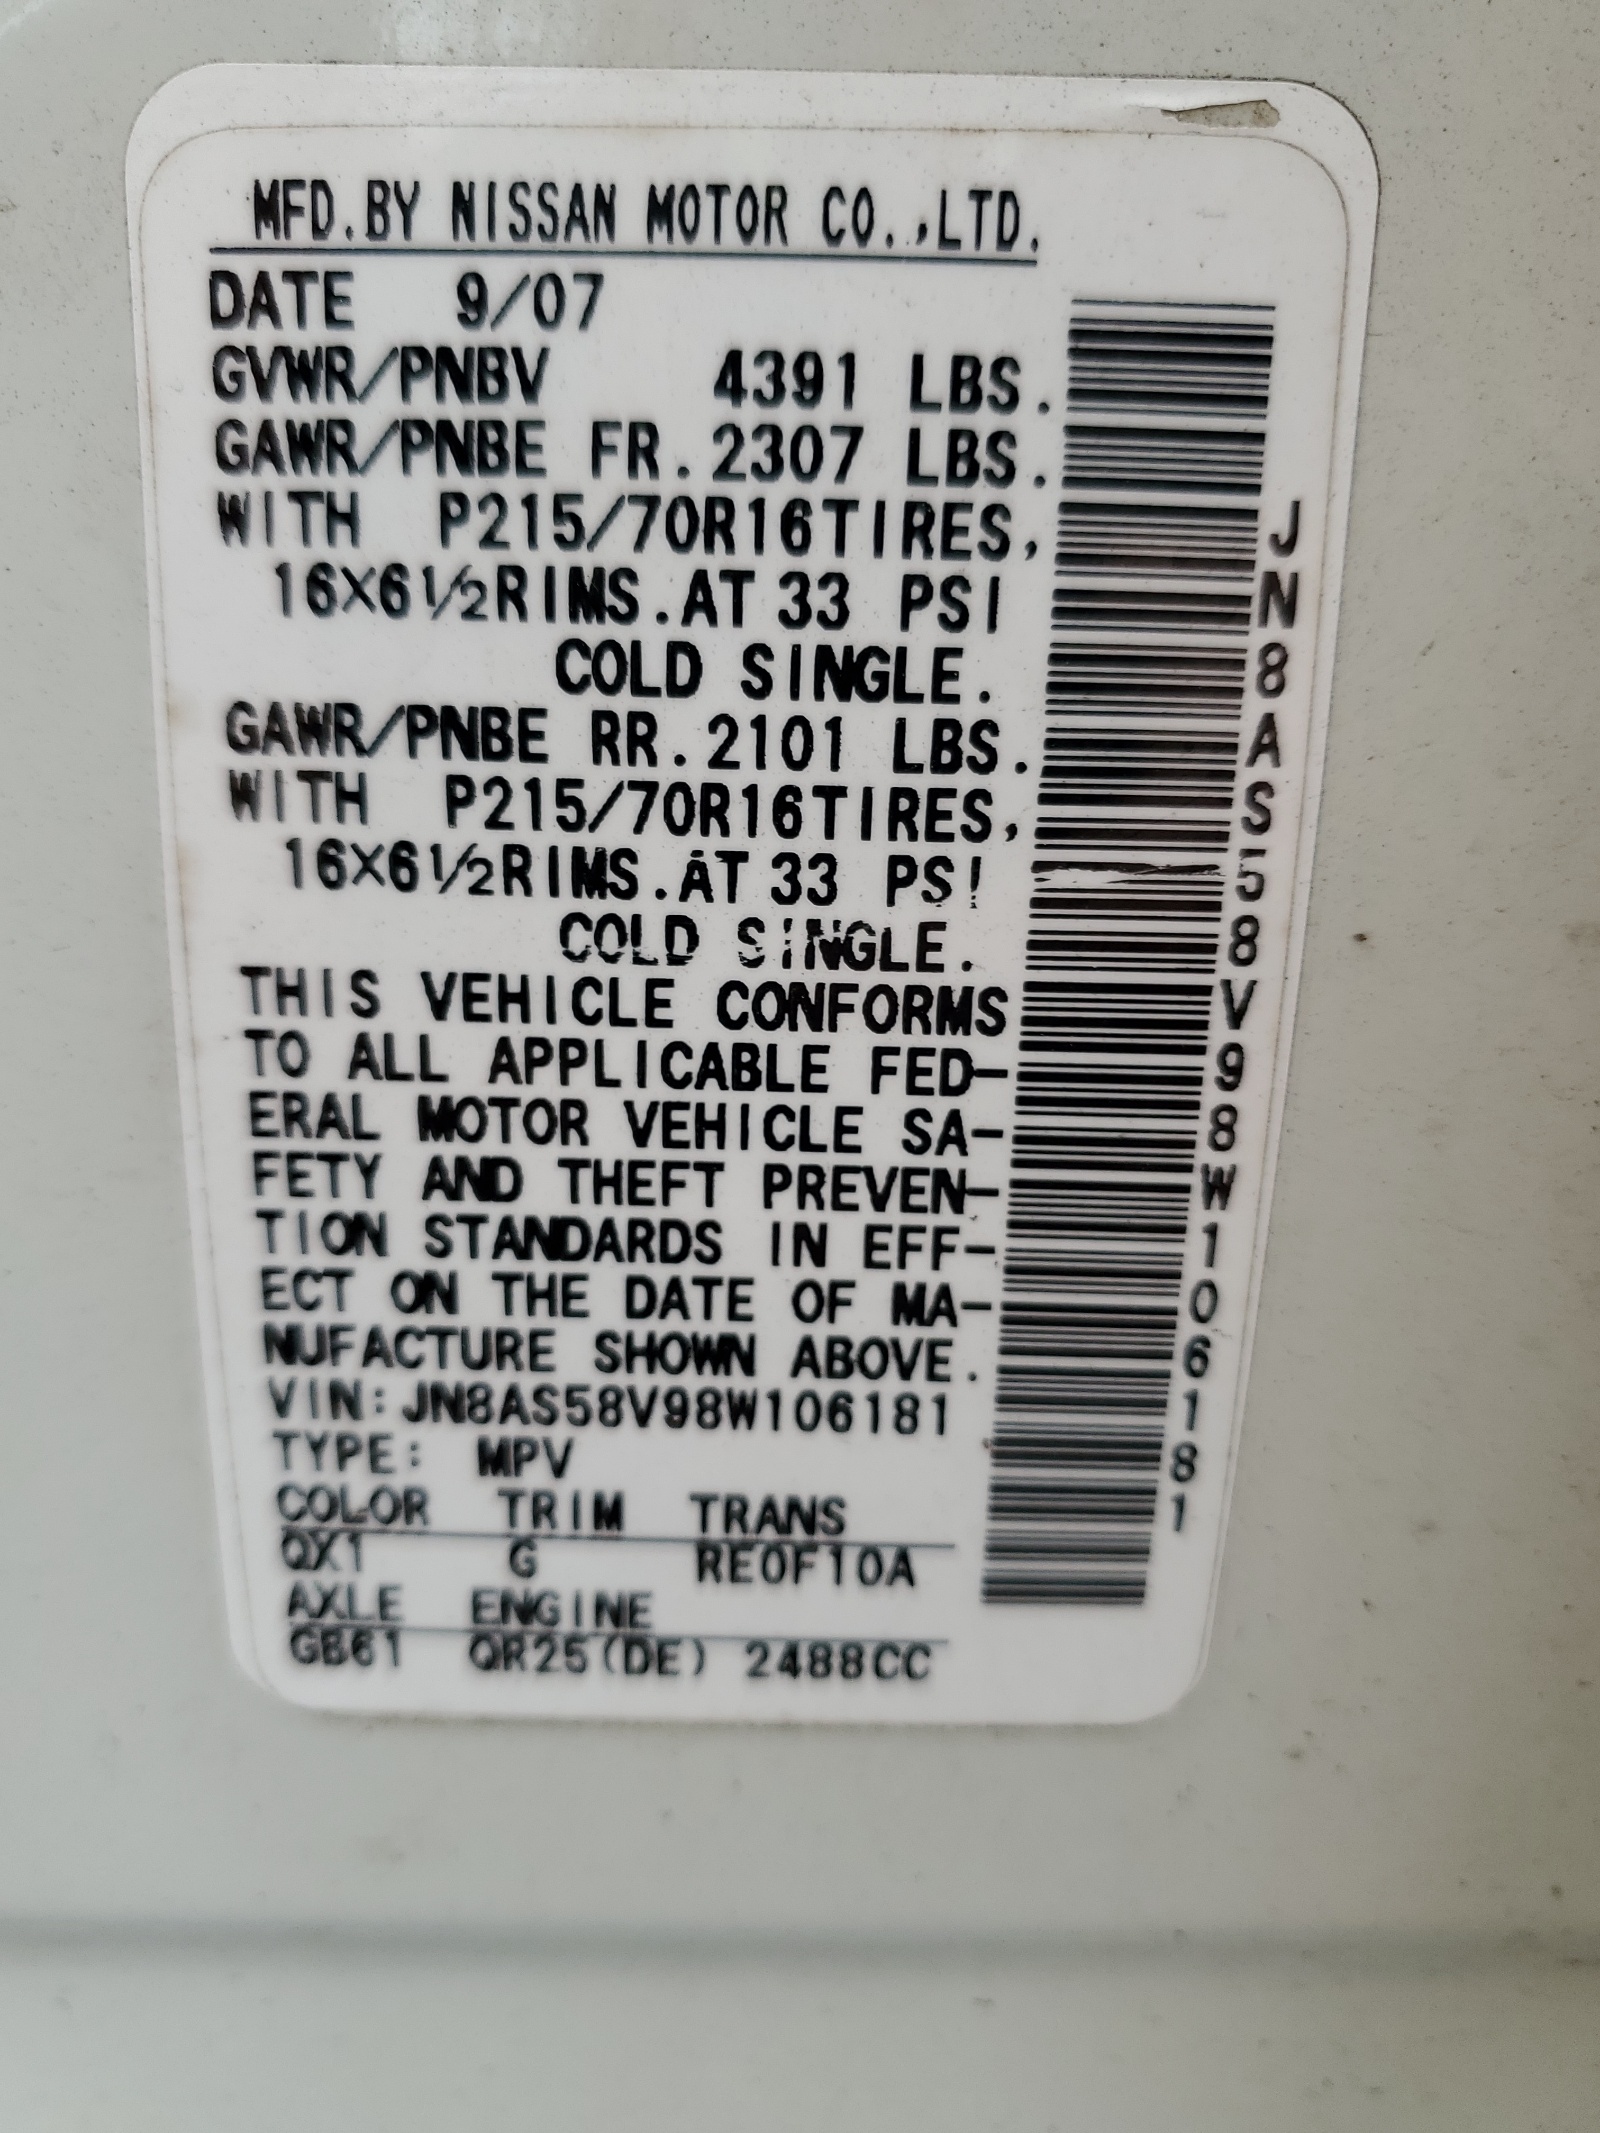 MFD.BY NISSAN MOTOR CO.,LTD.
DATE 9/07
GVWR/PNBV 4391 LBS.
GAWR/PNBE FR.2307 LBS.
WITH P215/70R16TIRES,
16X6½RIMS.AT 33 PSI
COLD SINGLE.
GAWR/PNBE RR.2101 LBS.
WITH P215/70R16TIRES,
16X6½RIMS.AT 33 PSI
COLD SINGLE.
THIS VEHICLE CONFORMS
TO ALL APPLICABLE FED-
ERAL MOTOR VEHICLE SA-
FETY AND THEFT PREVEN-
TION STANDARDS IN EFF-
ECT ON THE DATE OF MA-
NUFACTURE SHOWN ABOVE.
VIN:JN8AS58V98W106181
TYPE: MPV
COLOR TRIM TRANS
QX1 G RE0F10A
AXLE ENGINE
GB61 QR25(DE) 2488CC
JN8AS58V98W106181